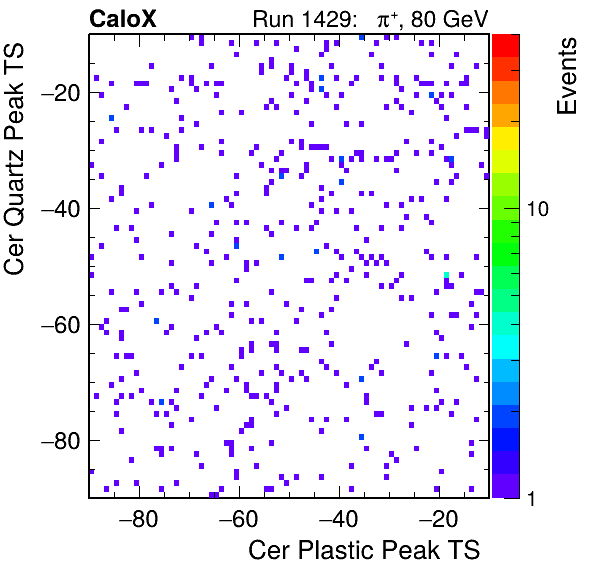 CaloX Run 1429: π⁺, 80 GeV
Events
Cer Quartz Peak TS
−20
−40
−60
−80
10
1
−80 −60 −40 −20
Cer Plastic Peak TS